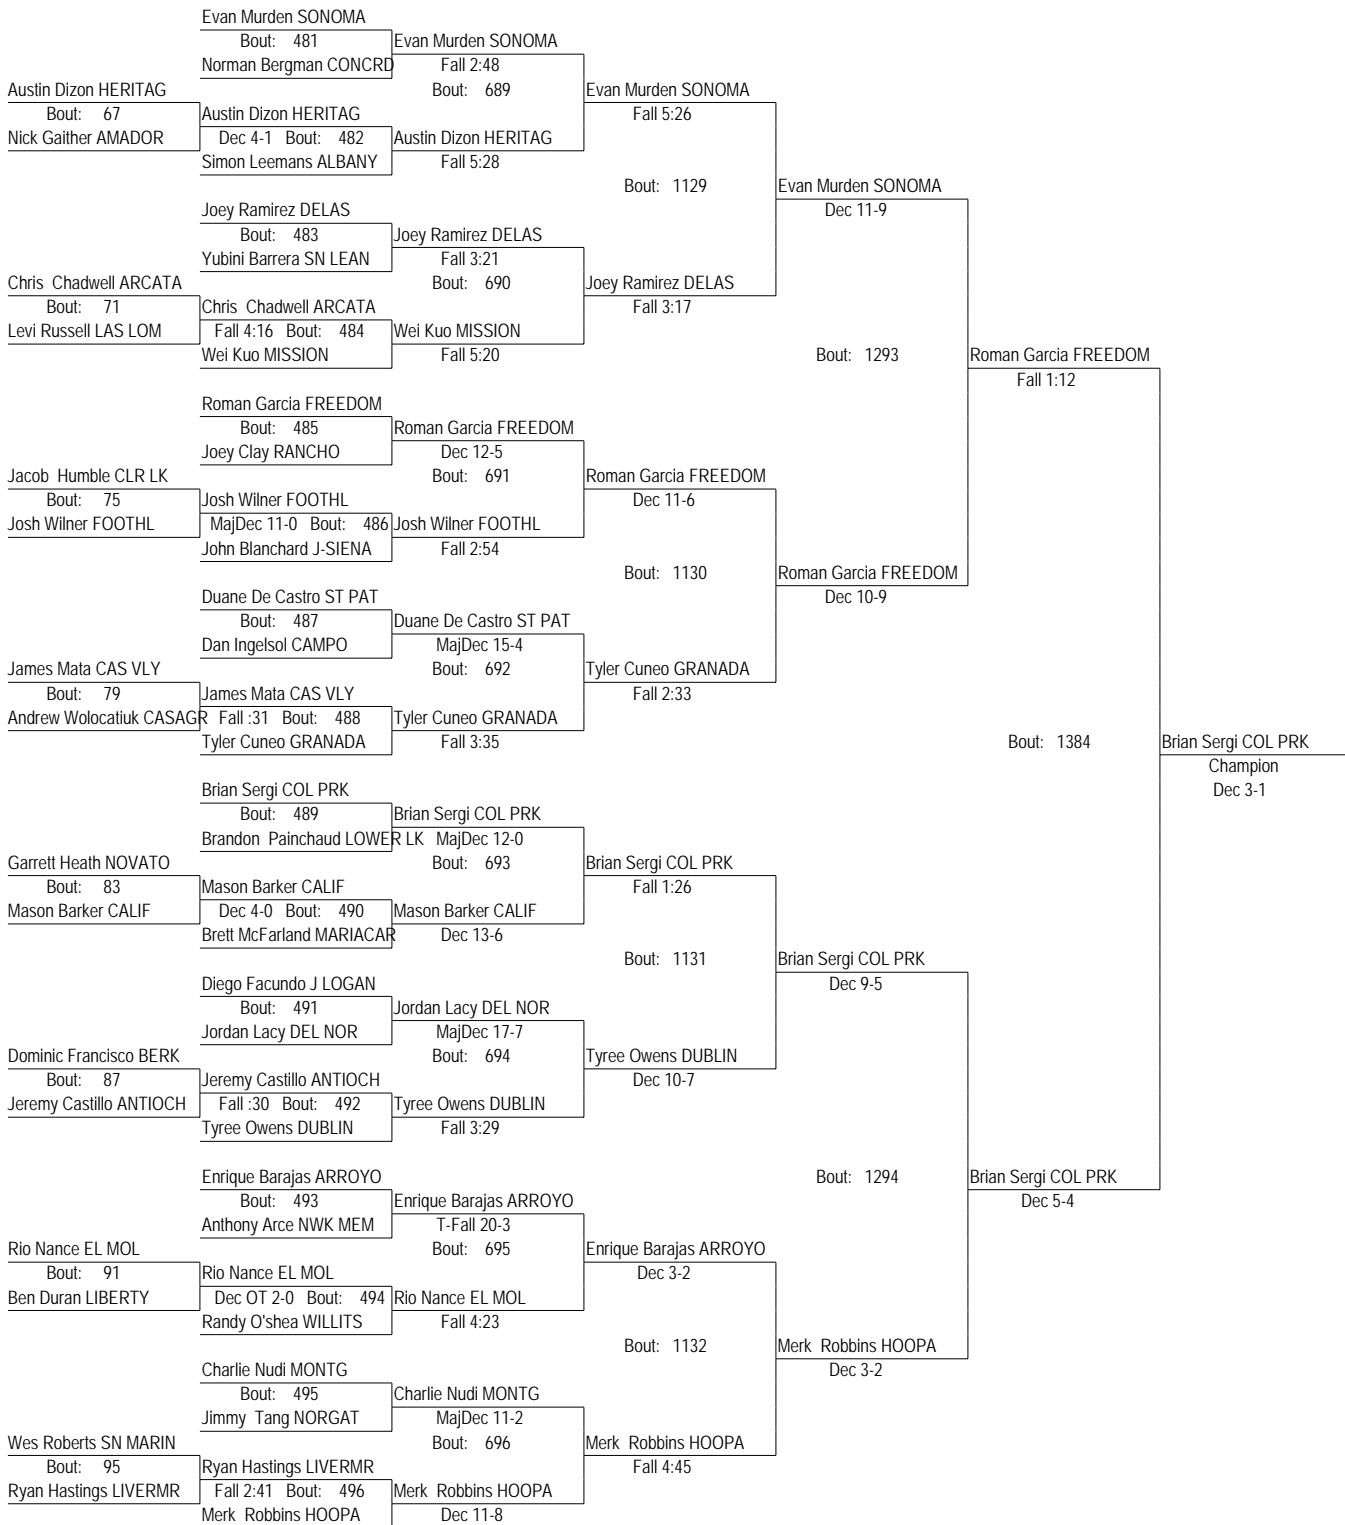 Evan Murden SONOMA
Bout: 481
Evan Murden SONOMA
Norman Bergman CONCRD
Fall 2:48
Austin Dizon HERITAG
Bout: 689
Evan Murden SONOMA
Bout: 67
Austin Dizon HERITAG
Fall 5:26
Nick Gaither AMADOR
Dec 4-1 Bout: 482
Austin Dizon HERITAG
Simon Leemans ALBANY
Fall 5:28
Bout: 1129
Evan Murden SONOMA
Joey Ramirez DELAS
Dec 11-9
Bout: 483
Joey Ramirez DELAS
Yubini Barrera SN LEAN
Fall 3:21
Chris Chadwell ARCATA
Bout: 690
Joey Ramirez DELAS
Bout: 71
Chris Chadwell ARCATA
Fall 3:17
Levi Russell LAS LOM
Fall 4:16 Bout: 484
Wei Kuo MISSION
Wei Kuo MISSION
Fall 5:20
Bout: 1293
Roman Garcia FREEDOM
Fall 1:12
Roman Garcia FREEDOM
Bout: 485
Roman Garcia FREEDOM
Joey Clay RANCHO
Dec 12-5
Jacob Humble CLR LK
Bout: 691
Roman Garcia FREEDOM
Bout: 75
Josh Wilner FOOTHL
Dec 11-6
Josh Wilner FOOTHL
MajDec 11-0 Bout: 486
Josh Wilner FOOTHL
John Blanchard J-SIENA
Fall 2:54
Bout: 1130
Roman Garcia FREEDOM
Duane De Castro ST PAT
Dec 10-9
Bout: 487
Duane De Castro ST PAT
Dan Ingelsol CAMPO
MajDec 15-4
James Mata CAS VLY
Bout: 692
Tyler Cuneo GRANADA
Bout: 79
James Mata CAS VLY
Fall 2:33
Andrew Wolocatiuk CASAGR
Fall :31 Bout: 488
Tyler Cuneo GRANADA
Tyler Cuneo GRANADA
Fall 3:35
Bout: 1384
Brian Sergi COL PRK
Champion
Dec 3-1
Brian Sergi COL PRK
Bout: 489
Brian Sergi COL PRK
Brandon Painchaud LOWER LK
MajDec 12-0
Garrett Heath NOVATO
Bout: 693
Brian Sergi COL PRK
Bout: 83
Mason Barker CALIF
Fall 1:26
Mason Barker CALIF
Dec 4-0 Bout: 490
Mason Barker CALIF
Brett McFarland MARIACAR
Dec 13-6
Bout: 1131
Brian Sergi COL PRK
Diego Facundo J LOGAN
Dec 9-5
Bout: 491
Jordan Lacy DEL NOR
Jordan Lacy DEL NOR
MajDec 17-7
Dominic Francisco BERK
Bout: 694
Tyree Owens DUBLIN
Bout: 87
Jeremy Castillo ANTIOCH
Dec 10-7
Jeremy Castillo ANTIOCH
Fall :30 Bout: 492
Tyree Owens DUBLIN
Tyree Owens DUBLIN
Fall 3:29
Enrique Barajas ARROYO
Bout: 1294
Brian Sergi COL PRK
Bout: 493
Enrique Barajas ARROYO
Dec 5-4
Anthony Arce NWK MEM
T-Fall 20-3
Rio Nance EL MOL
Bout: 695
Enrique Barajas ARROYO
Bout: 91
Rio Nance EL MOL
Dec 3-2
Ben Duran LIBERTY
Dec OT 2-0 Bout: 494
Rio Nance EL MOL
Randy O'shea WILLITS
Fall 4:23
Bout: 1132
Merk Robbins HOOPA
Charlie Nudi MONTG
Dec 3-2
Bout: 495
Charlie Nudi MONTG
Jimmy Tang NORGAT
MajDec 11-2
Wes Roberts SN MARIN
Bout: 696
Merk Robbins HOOPA
Bout: 95
Ryan Hastings LIVERMR
Fall 4:45
Ryan Hastings LIVERMR
Fall 2:41 Bout: 496
Merk Robbins HOOPA
Merk Robbins HOOPA
Dec 11-8